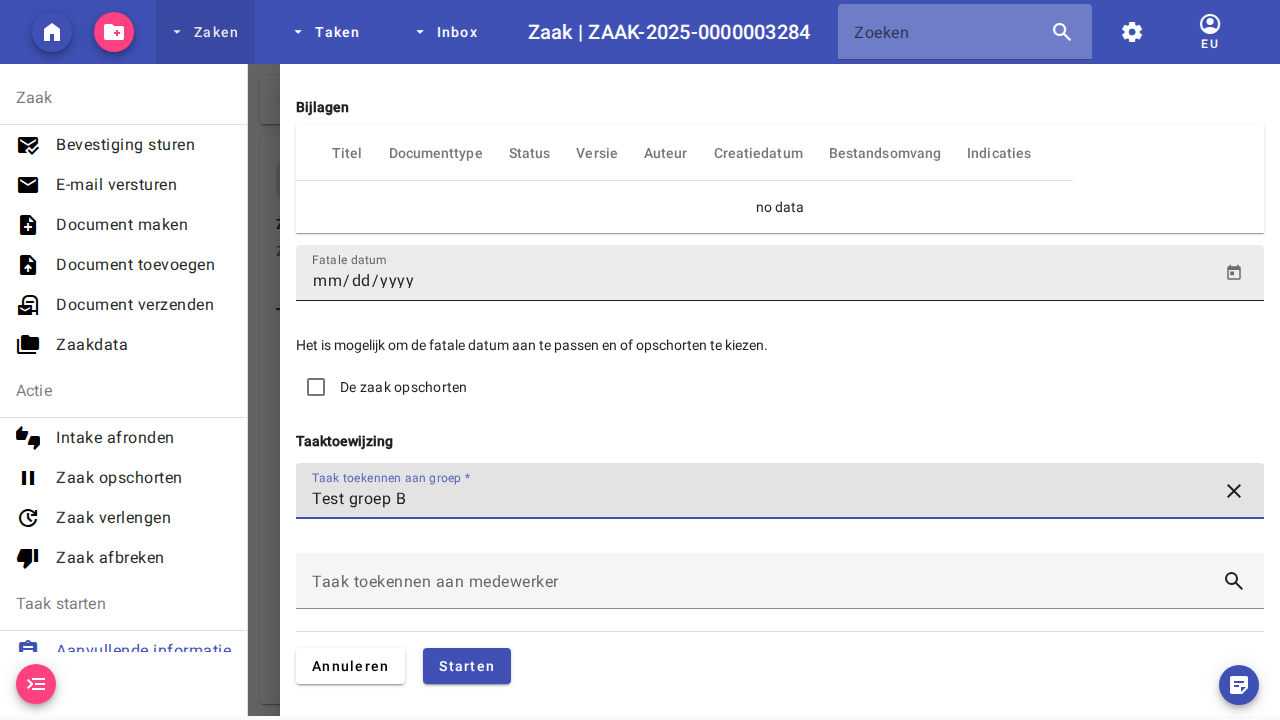 Zaken
Taken
Inbox
Zaak | ZAAK-2025-0000003284
Zoeken
EU
Zaak
Bevestiging sturen
E-mail versturen
Document maken
Document toevoegen
Document verzenden
Zaakdata
Actie
Intake afronden
Zaak opschorten
Zaak verlengen
Zaak afbreken
Taak starten
Aanvullende informatie
Bijlagen
Titel Documenttype Status Versie Auteur Creatiedatum Bestandsomvang Indicaties
no data
Fatale datum
mm/dd/yyyy
Het is mogelijk om de fatale datum aan te passen en of opschorten te kiezen.
De zaak opschorten
Taaktoewijzing
Taak toekennen aan groep *
Test groep B
Taak toekennen aan medewerker
Annuleren
Starten